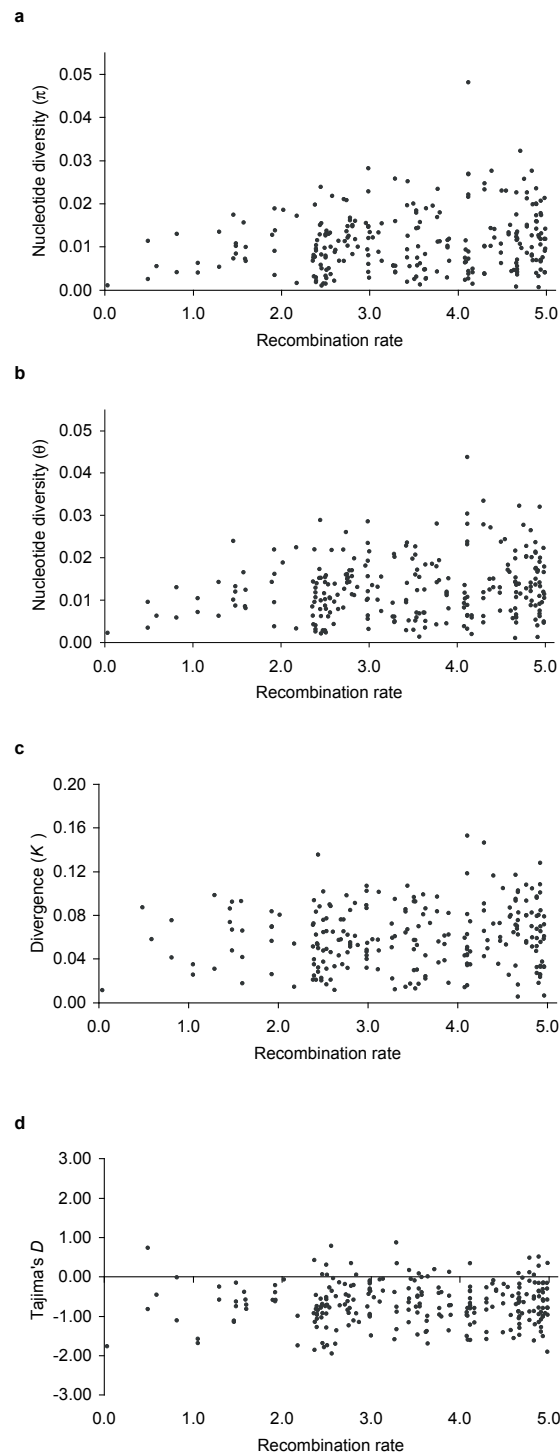 a
Nucleotide diversity (π)
0.05
0.04
0.03
0.02
0.01
0.00
0.0 1.0 2.0 3.0 4.0 5.0
Recombination rate
b
Nucleotide diversity (θ)
0.05
0.04
0.03
0.02
0.01
0.00
0.0 1.0 2.0 3.0 4.0 5.0
Recombination rate
c
Divergence (K )
0.20
0.16
0.12
0.08
0.04
0.00
0.0 1.0 2.0 3.0 4.0 5.0
Recombination rate
d
Tajima's D
3.00
2.00
1.00
0.00
-1.00
-2.00
-3.00
0.0 1.0 2.0 3.0 4.0 5.0
Recombination rate